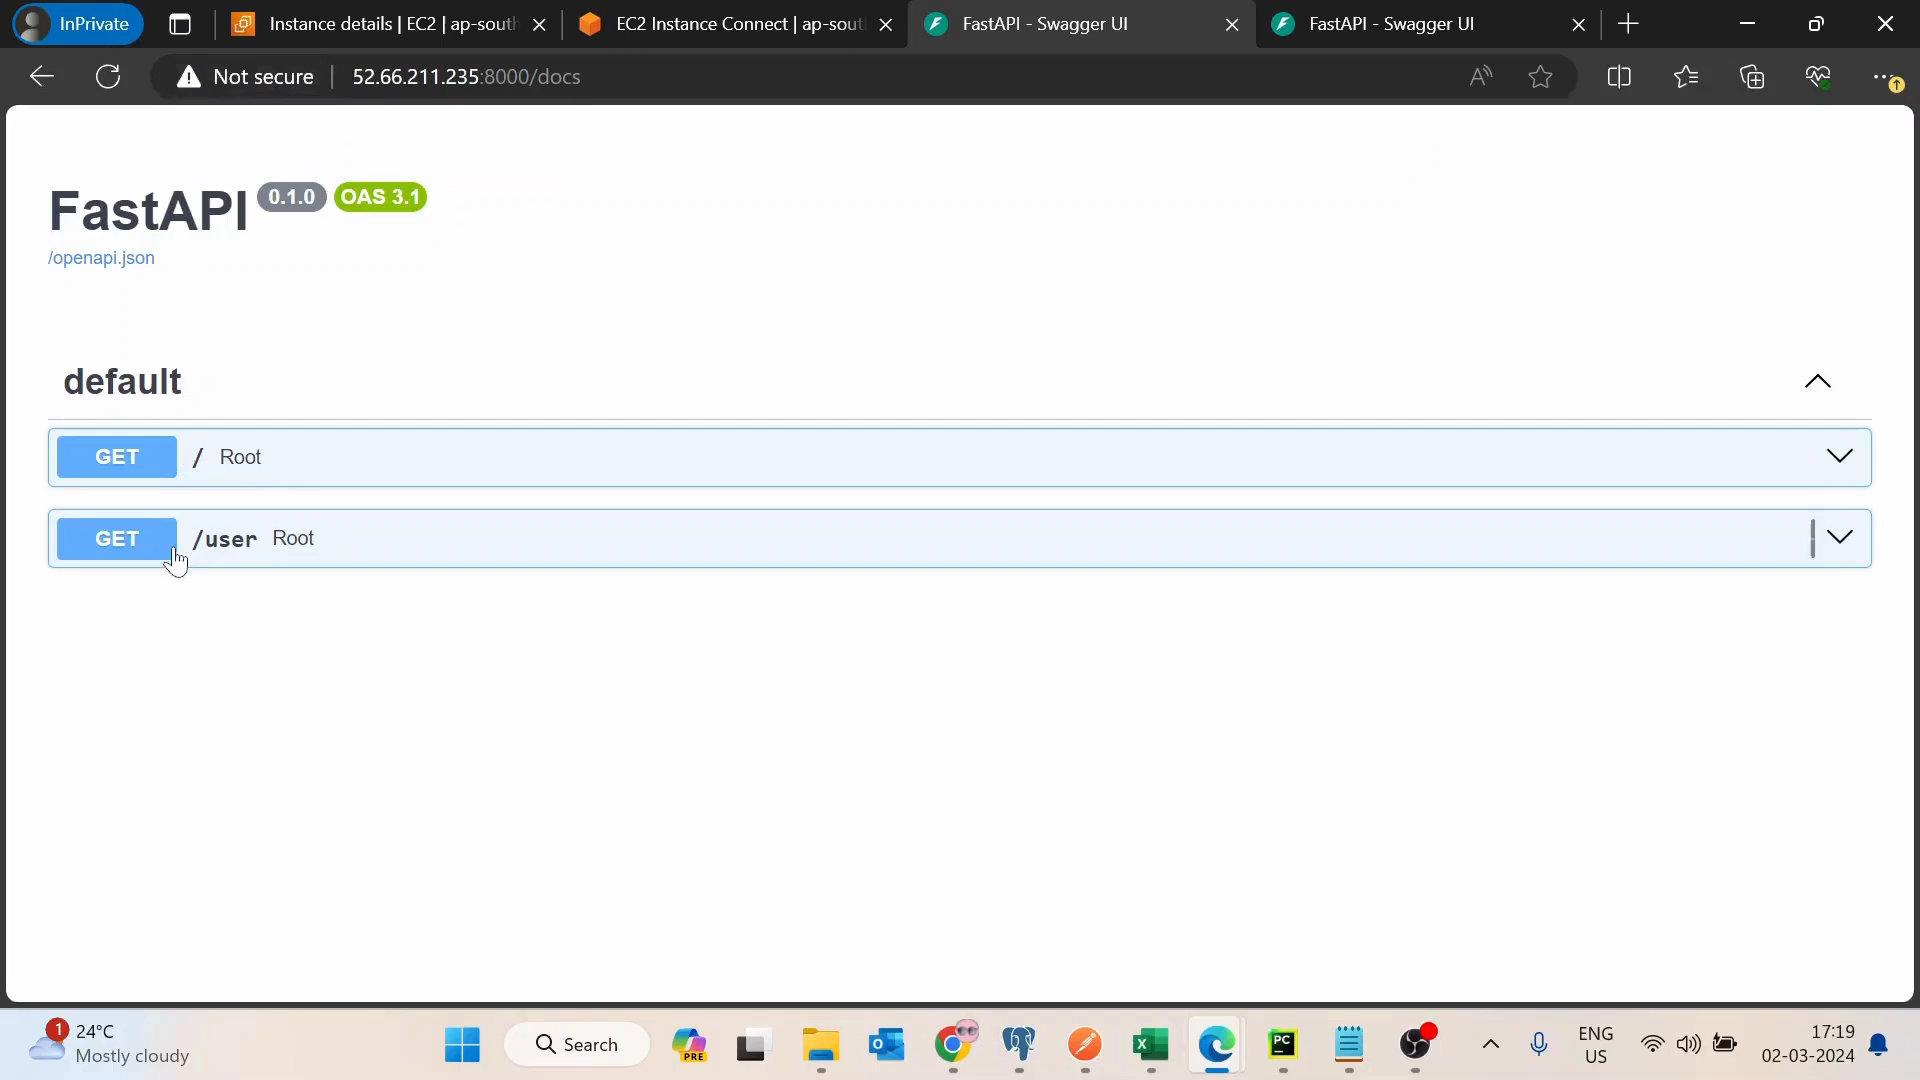 InPrivate
Instance details | EC2 | ap-south
EC2 Instance Connect | ap-sout
FastAPI - Swagger UI
FastAPI - Swagger UI
Not secure
52.66.211.235:8000/docs
FastAPI 0.1.0 OAS 3.1
/openapi.json
default
GET / Root
GET /user Root
1
24°C
Mostly cloudy
Search
PRE
PC
ENG
US
17:19
02-03-2024